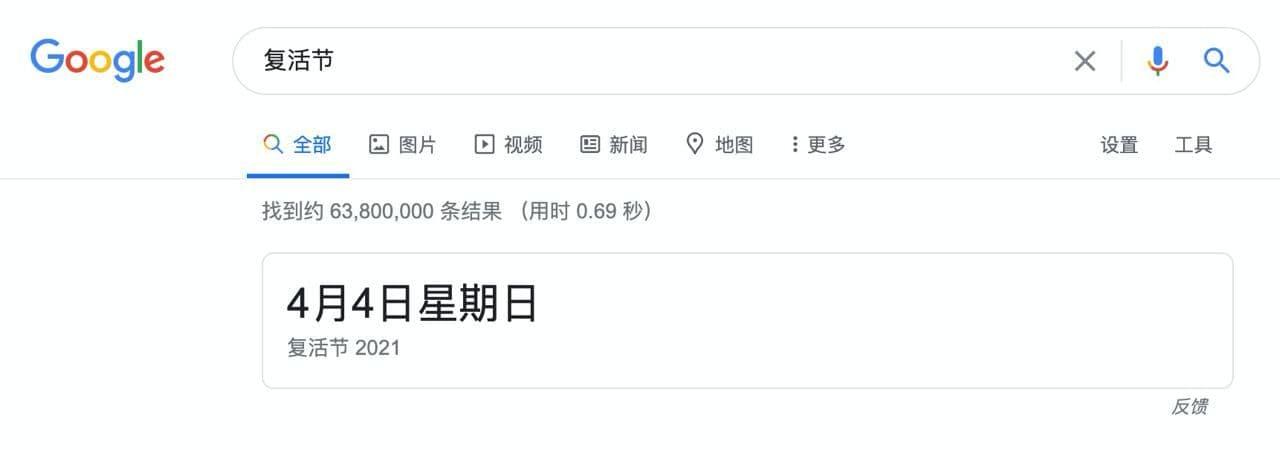 Google 复活节
全部 图片 视频 新闻 地图 更多 设置 工具
找到约 63,800,000 条结果 （用时 0.69 秒）
4月4日星期日
复活节 2021
反馈